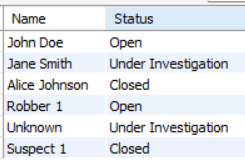 Name Status
John Doe Open
Jane Smith Under Investigation
Alice Johnson Closed
Robber 1 Open
Unknown Under Investigation
Suspect 1 Closed